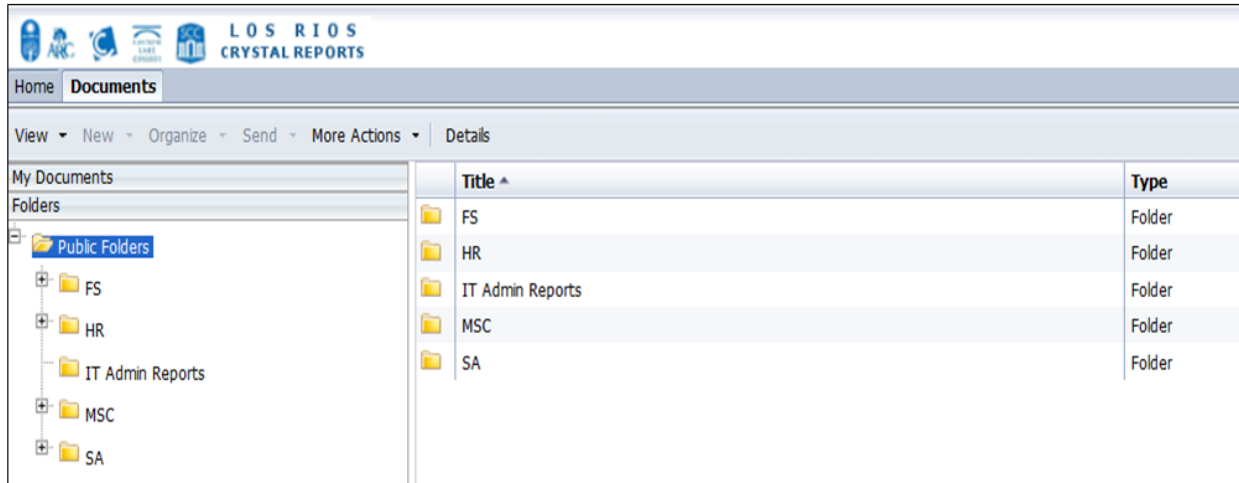 LOS RIOS
ARC SCC CRYSTAL REPORTS
LAKE
COLLEGE
Home Documents
View New Organize Send More Actions Details
My Documents Title Type
Folders
Public Folders FS Folder
FS HR Folder
HR IT Admin Reports Folder
IT Admin Reports MSC Folder
MSC SA Folder
SA